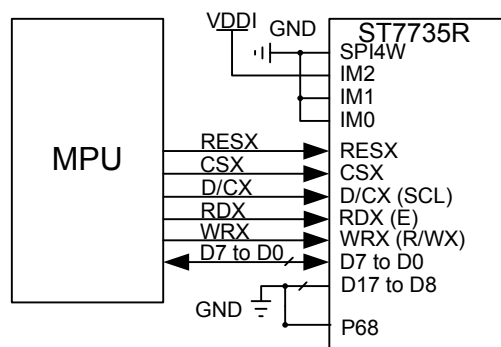 VDDI
GND
ST7735R
SPI4W
IM2
IM1
IM0
MPU
RESX
RESX
CSX
CSX
D/CX
D/CX (SCL)
RDX
RDX (E)
WRX
WRX (R/WX)
D7 to D0
D7 to D0
D17 to D8
GND
P68